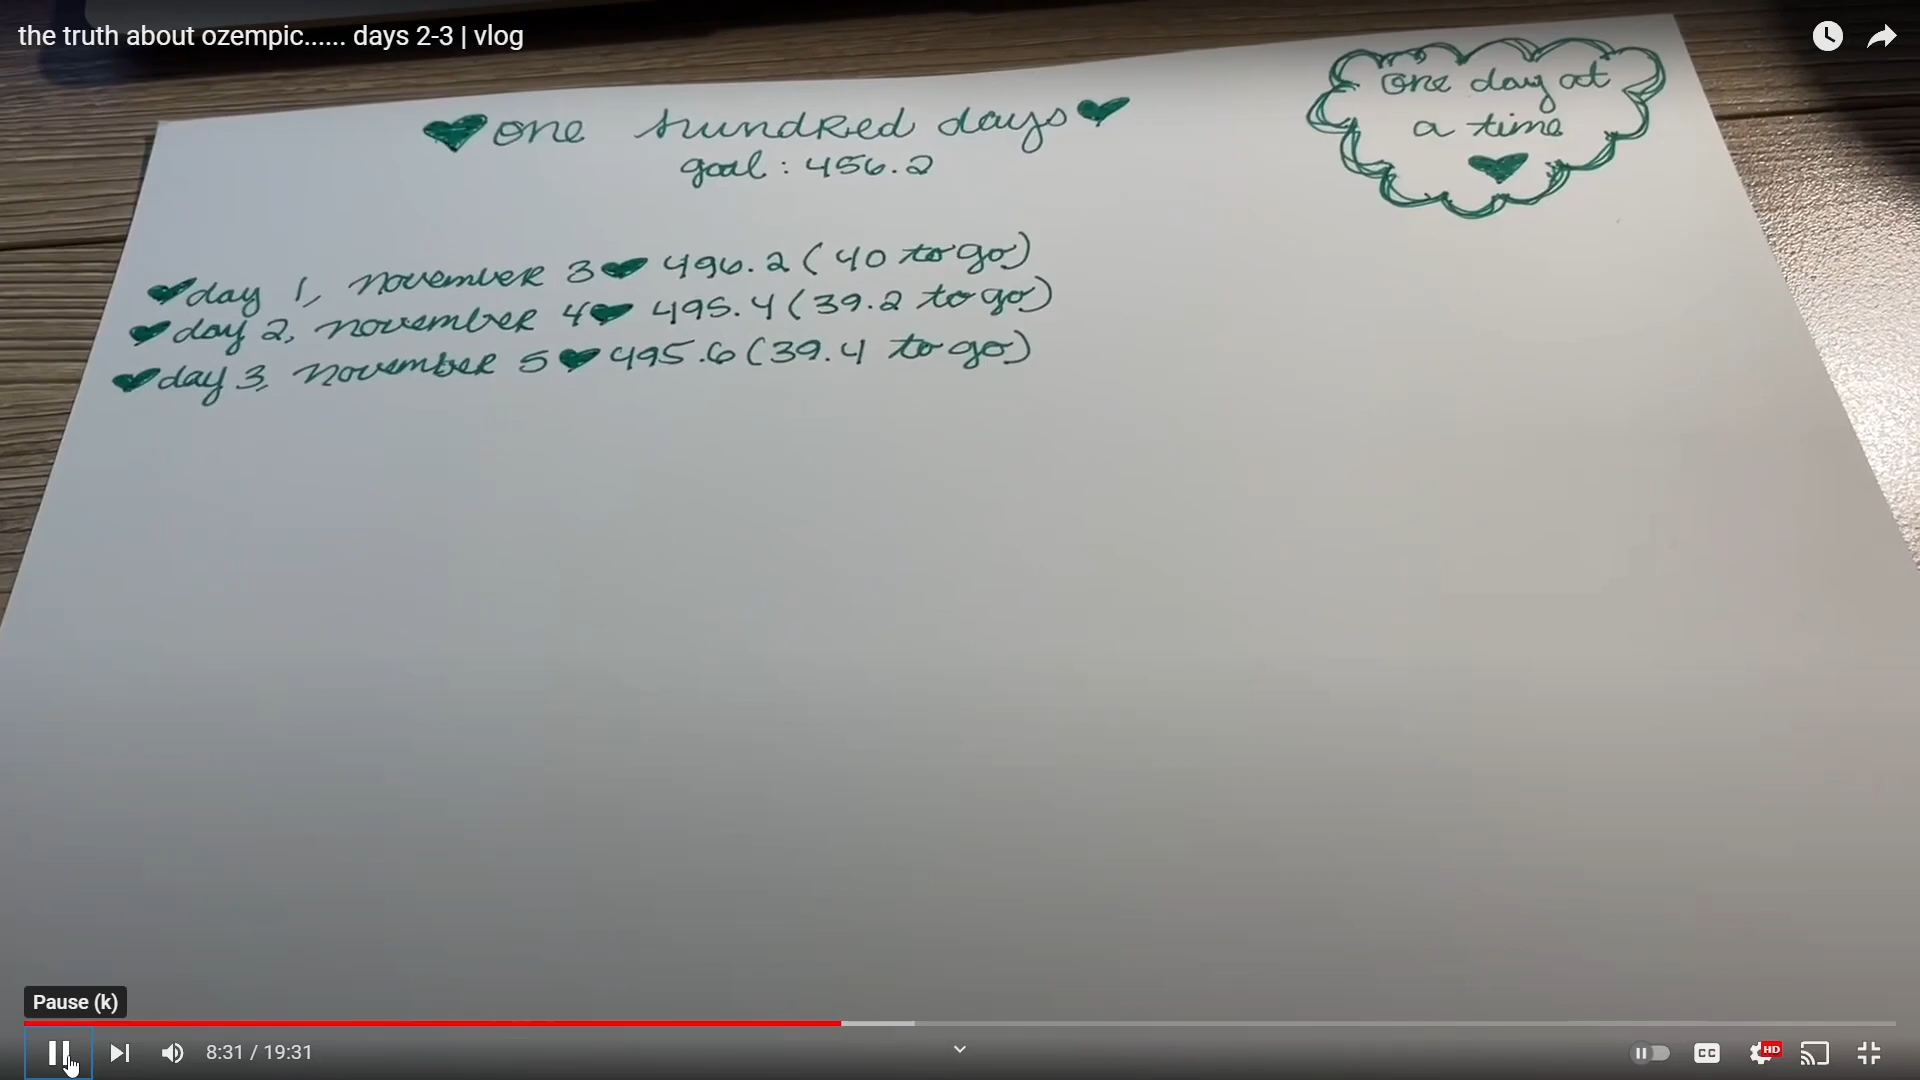 the truth about ozempic...... days 2-3 | vlog
one day at
a time
one hundred days
goal : 456.2
day 1, november 3 496.2 (40 to go)
day 2, november 4 495.4 (39.2 to go)
day 3, november 5 495.6 (39.4 to go)
Pause (k)
8:31 / 19:31
CC
HD